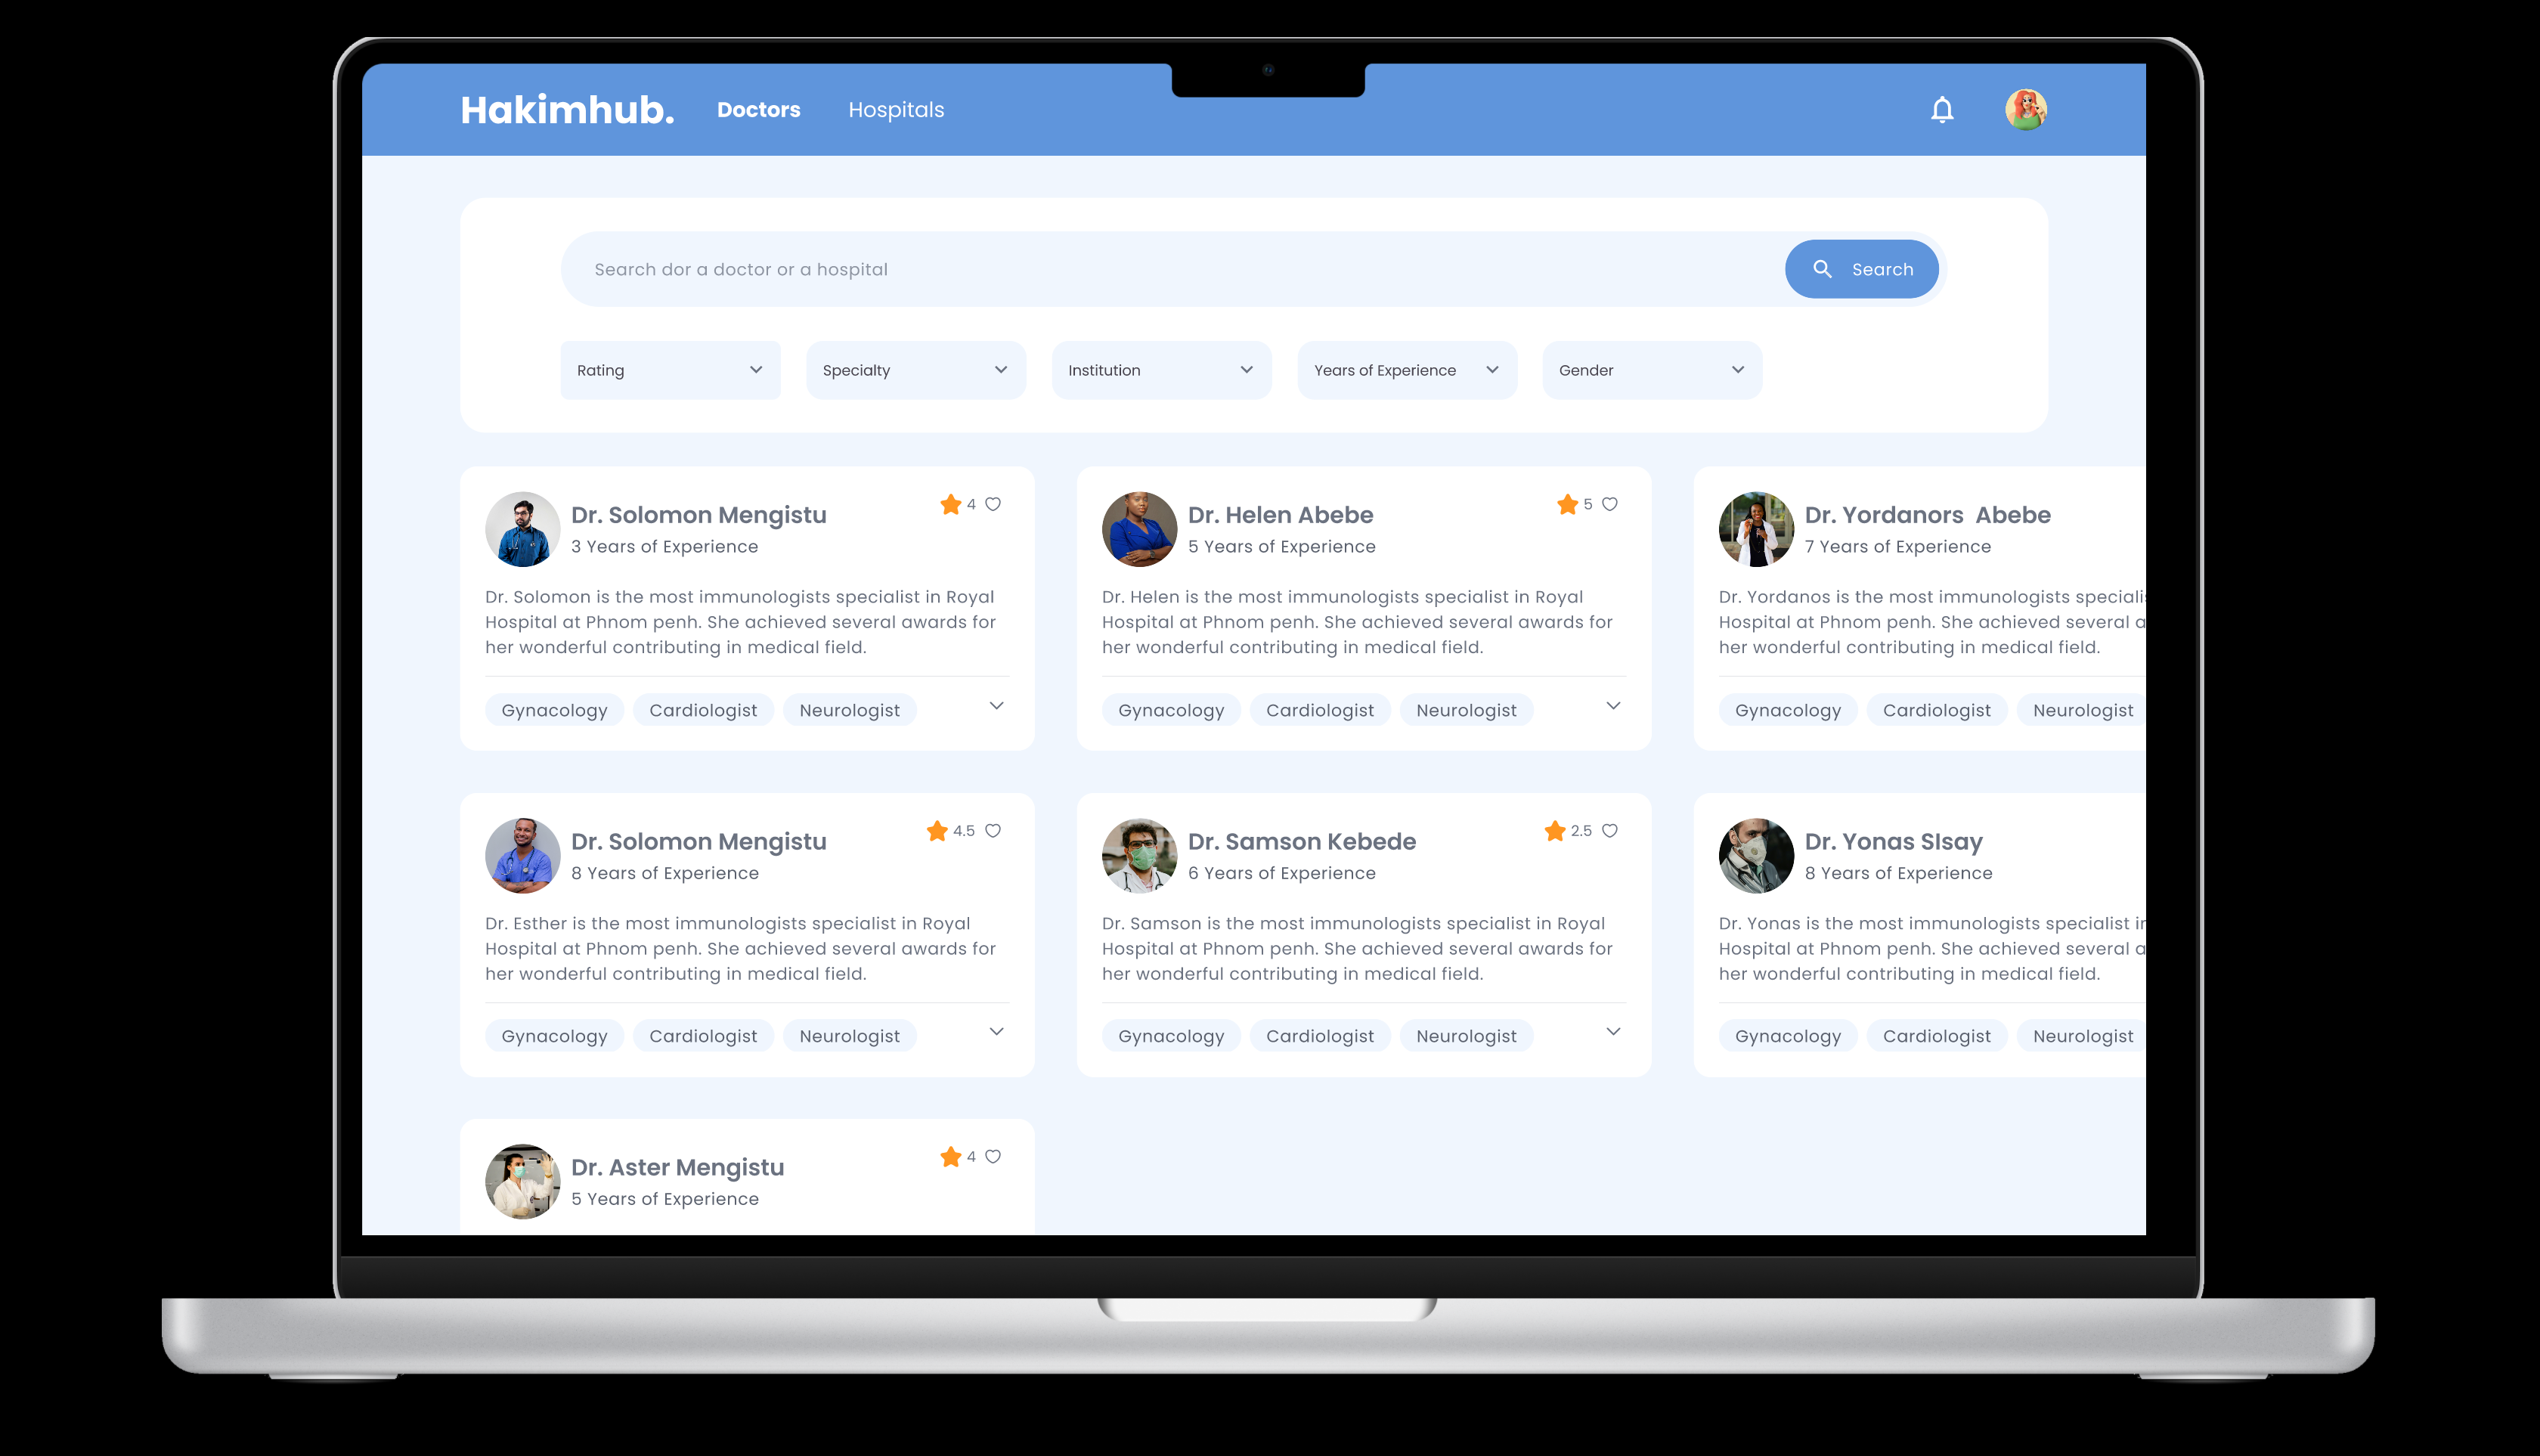 Hakimhub. Doctors Hospitals
Search dor a doctor or a hospital
Search
Rating Specialty Institution Years of Experience Gender
Dr. Solomon Mengistu
4
3 Years of Experience
Dr. Solomon is the most immunologists specialist in Royal
Hospital at Phnom penh. She achieved several awards for
her wonderful contributing in medical field.
Gynacology Cardiologist Neurologist
Dr. Helen Abebe
5
5 Years of Experience
Dr. Helen is the most immunologists specialist in Royal
Hospital at Phnom penh. She achieved several awards for
her wonderful contributing in medical field.
Gynacology Cardiologist Neurologist
Dr. Yordanors Abebe
7 Years of Experience
Dr. Yordanos is the most immunologists
Hospital at Phnom penh. She achieved several
her wonderful contributing in medical field.
Gynacology Cardiologist Neurologist
Dr. Solomon Mengistu
4.5
8 Years of Experience
Dr. Esther is the most immunologists specialist in Royal
Hospital at Phnom penh. She achieved several awards for
her wonderful contributing in medical field.
Gynacology Cardiologist Neurologist
Dr. Samson Kebede
2.5
6 Years of Experience
Dr. Samson is the most immunologists specialist in Royal
Hospital at Phnom penh. She achieved several awards for
her wonderful contributing in medical field.
Gynacology Cardiologist Neurologist
Dr. Yonas SIsay
8 Years of Experience
Dr. Yonas is the most immunologists specialist
Hospital at Phnom penh. She achieved several
her wonderful contributing in medical field.
Gynacology Cardiologist Neurologist
Dr. Aster Mengistu
4
5 Years of Experience